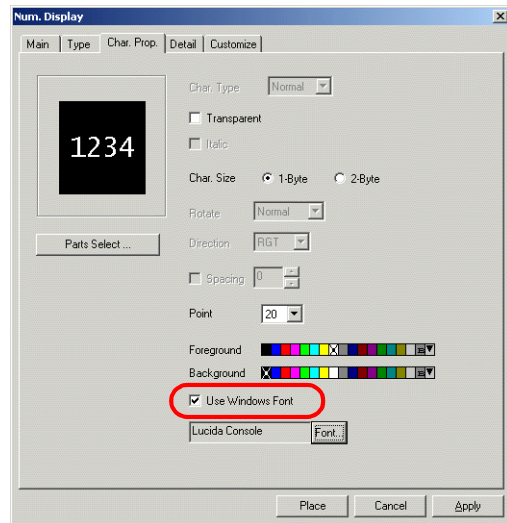 Num. Display
Main Type Char. Prop. Detail Customize
Char. Type Normal
Transparent
1234
Italic
Char. Size 1-Byte 2-Byte
Rotate Normal
Parts Select ...
Direction RGT
Spacing 0
Point 20
Foreground
Background
Use Windows Font
Lucida Console Font...
Place Cancel Apply